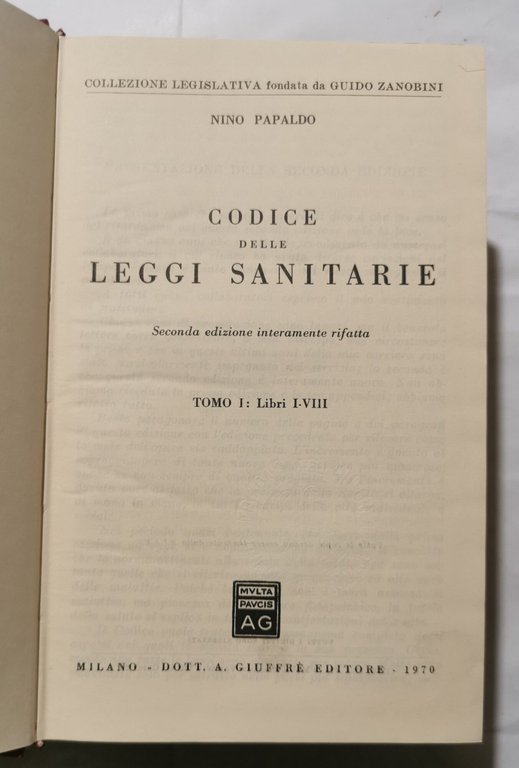 COLLEZIONE LEGISLATIVA fondata da GUIDO ZANOBINI
NINO PAPALDO
CODICE
DELLE
LEGGI SANITARIE
Seconda edizione interamente rifatta
TOMO I: Libri I-VIII
MVLTA
PAVCIS
AG
MILANO - DOTT. A. GIUFFRÈ EDITORE - 1970